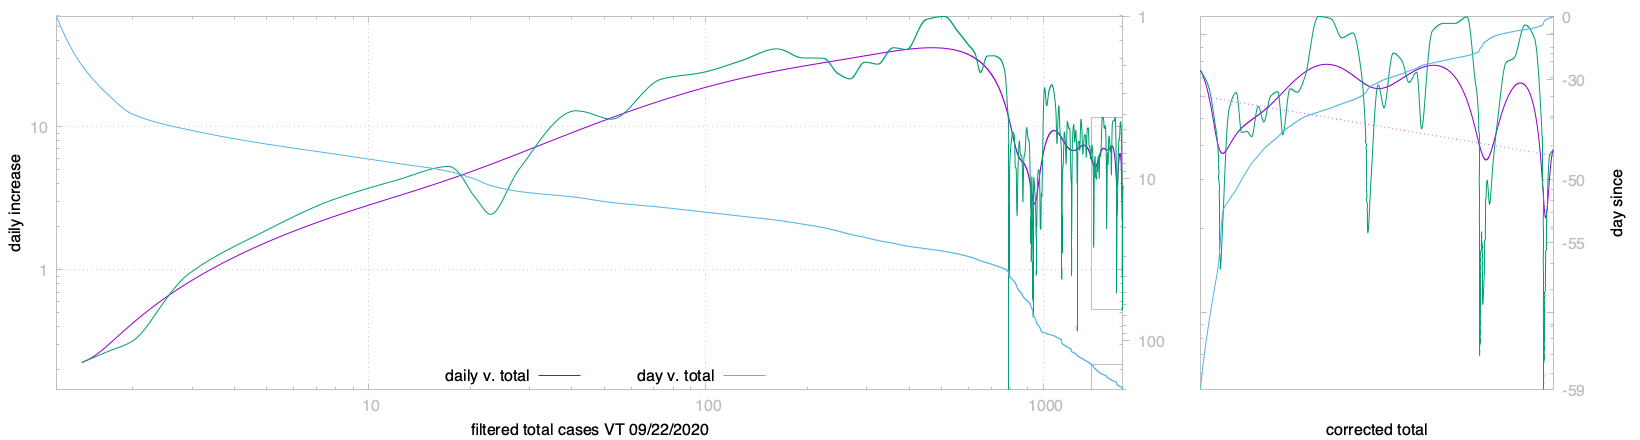 daily increase
10
1
daily v. total
day v. total
10
100
1000
filtered total cases VT 09/22/2020
1
10
100
0
-30
-50
-55
-59
day since
corrected total